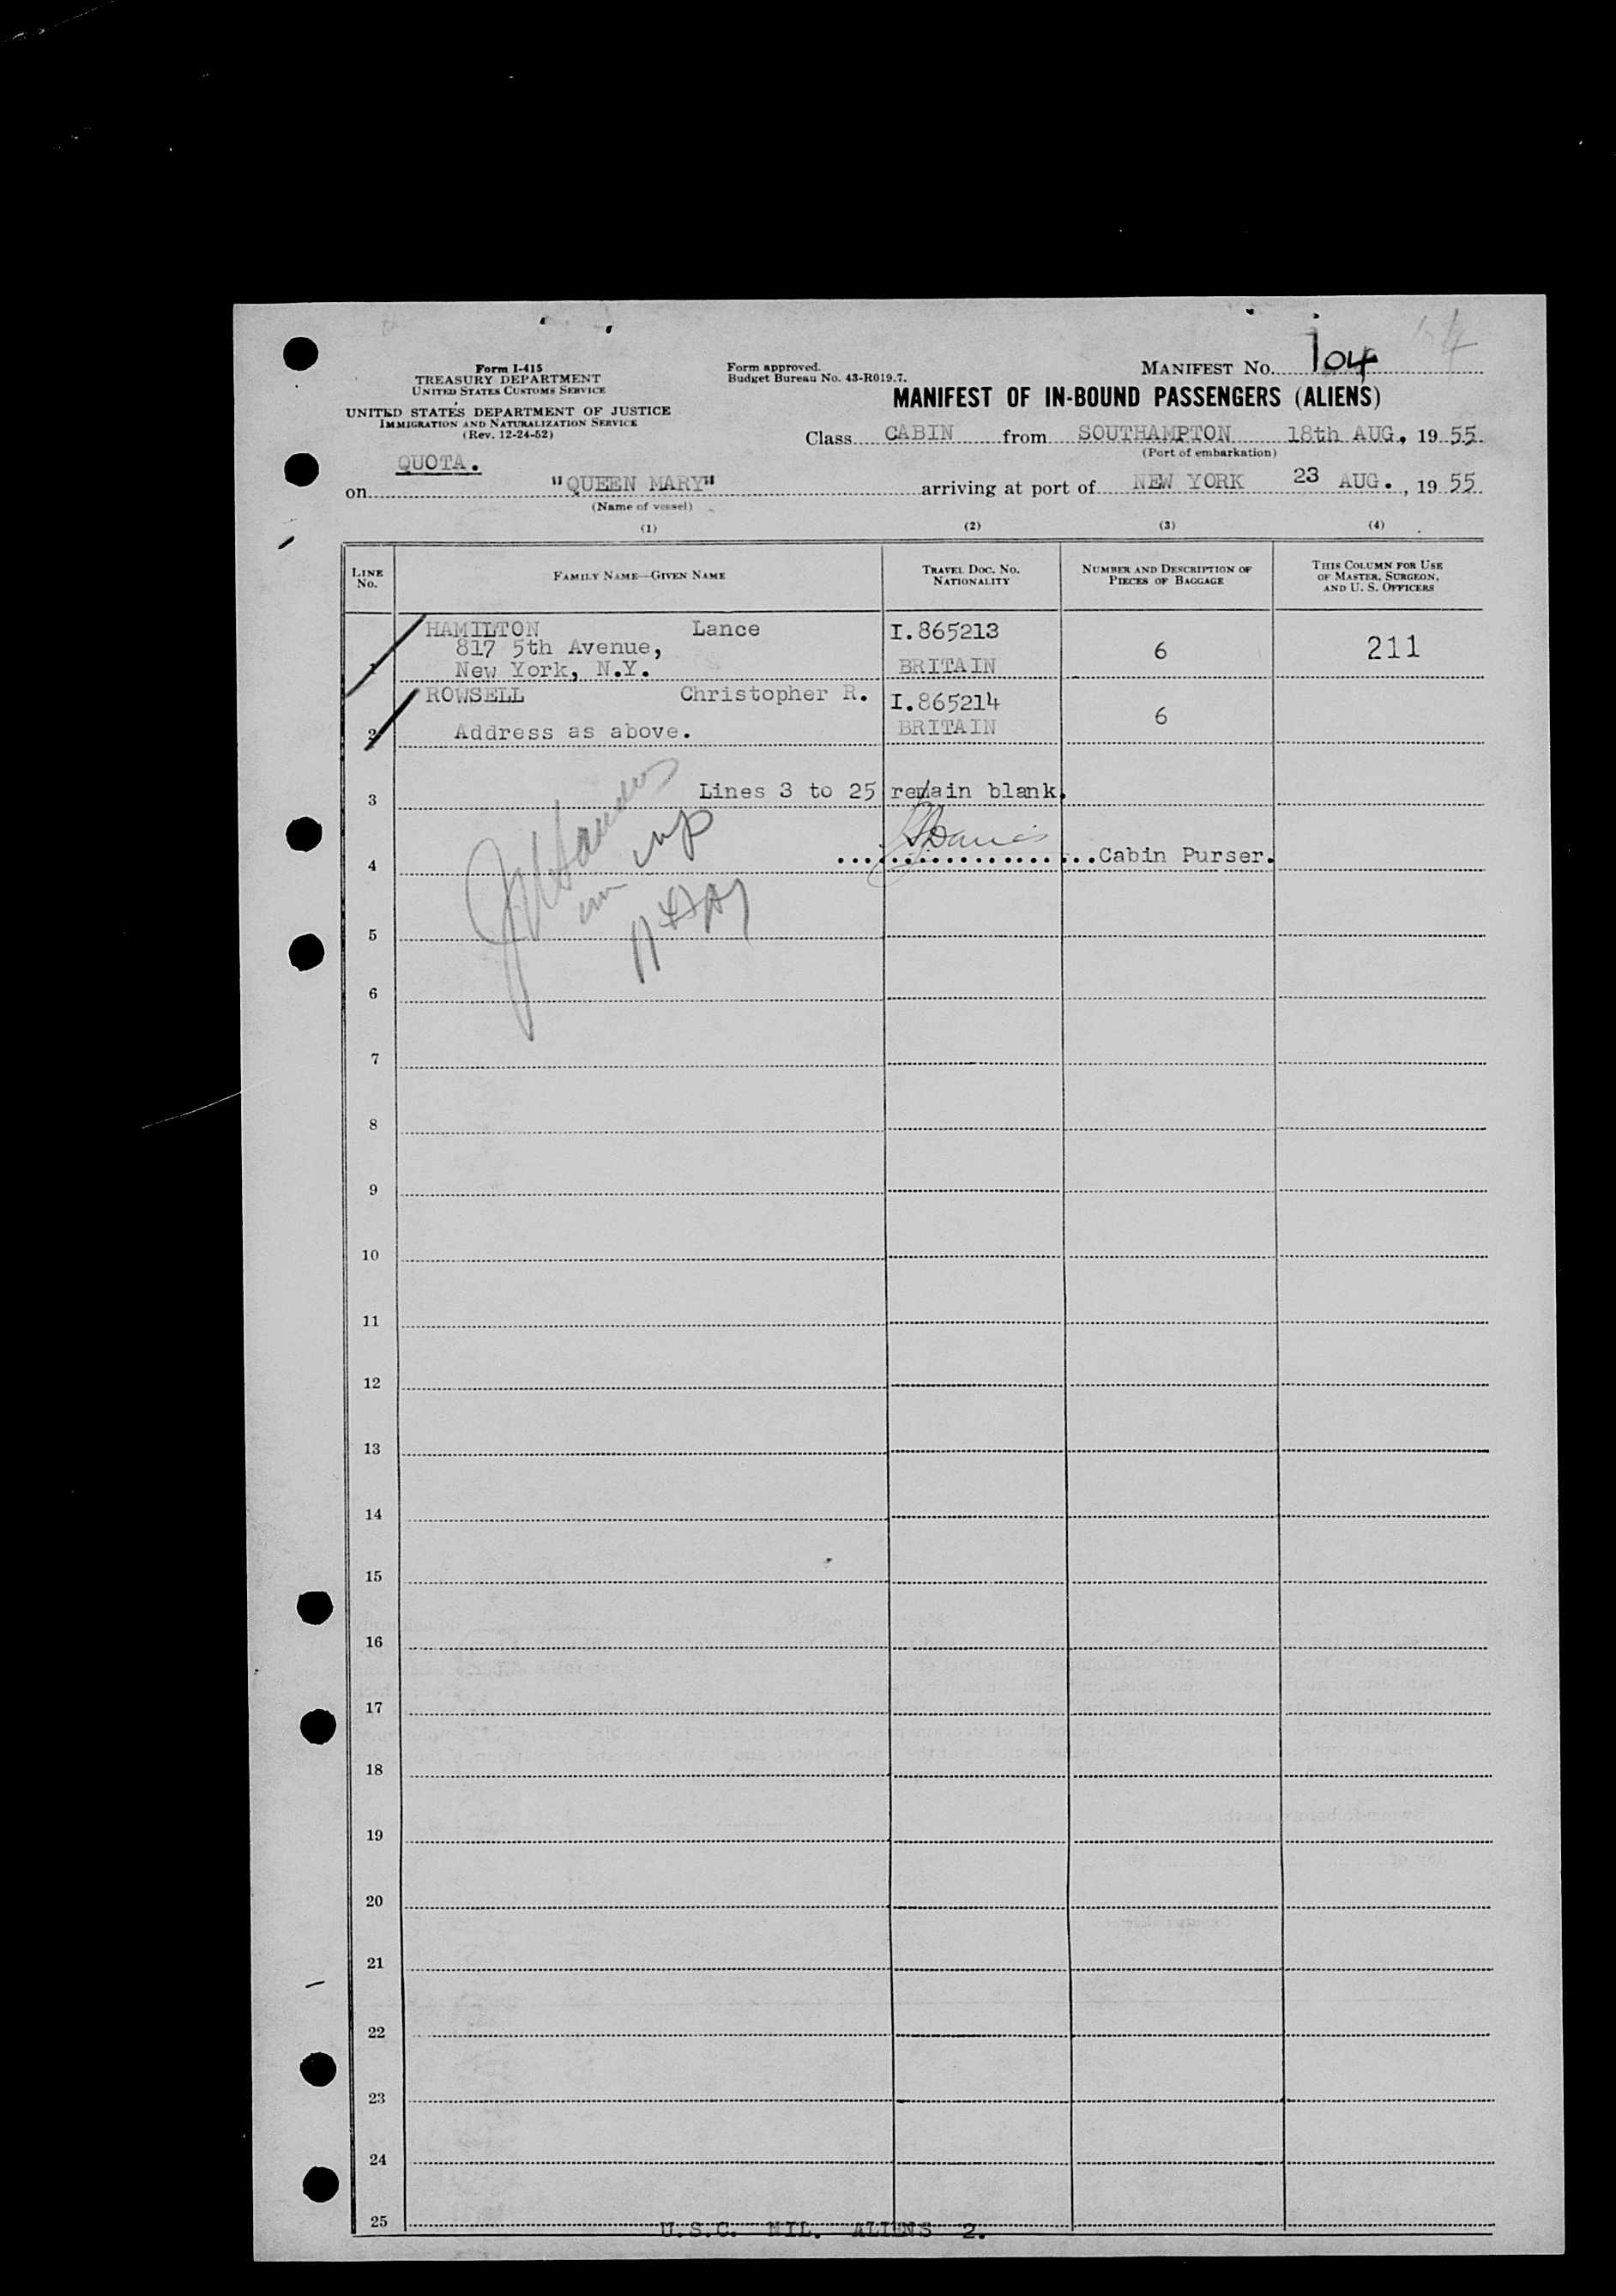 Form I-415
TREASURY DEPARTMENT
UNITED STATES CUSTOMS SERVICE
UNITED STATES DEPARTMENT OF JUSTICE
IMMIGRATION AND NATURALIZATION SERVICE
(Rev. 12-24-52)
Form approved.
Budget Bureau No. 43-R019.7.
MANIFEST No. 104
MANIFEST OF IN-BOUND PASSENGERS (ALIENS)
Class CABIN from SOUTHAMPTON 18th AUG. 19 55
(Port of embarkation)
QUOTA.
on "QUEEN MARY" arriving at port of NEW YORK 23 AUG., 19 55
(Name of vessel)
(1) (2) (3) (4)
LINE No. FAMILY NAME—GIVEN NAME TRAVEL DOC. NO. NATIONALITY NUMBER AND DESCRIPTION OF PIECES OF BAGGAGE THIS COLUMN FOR USE OF MASTER, SURGEON, AND U. S. OFFICERS
1 HAMILTON Lance I.865213 6 211
817 5th Avenue,
New York, N.Y. BRITAIN
2 ROWSELL Christopher R. I.865214 6
Address as above. BRITAIN
3 Lines 3 to 25 remain blank.
4 Cabin Purser.
5
6
7
8
9
10
11
12
13
14
15
16
17
18
19
20
21
22
23
24
25
U.S.C. NIL. ALIENS 2.